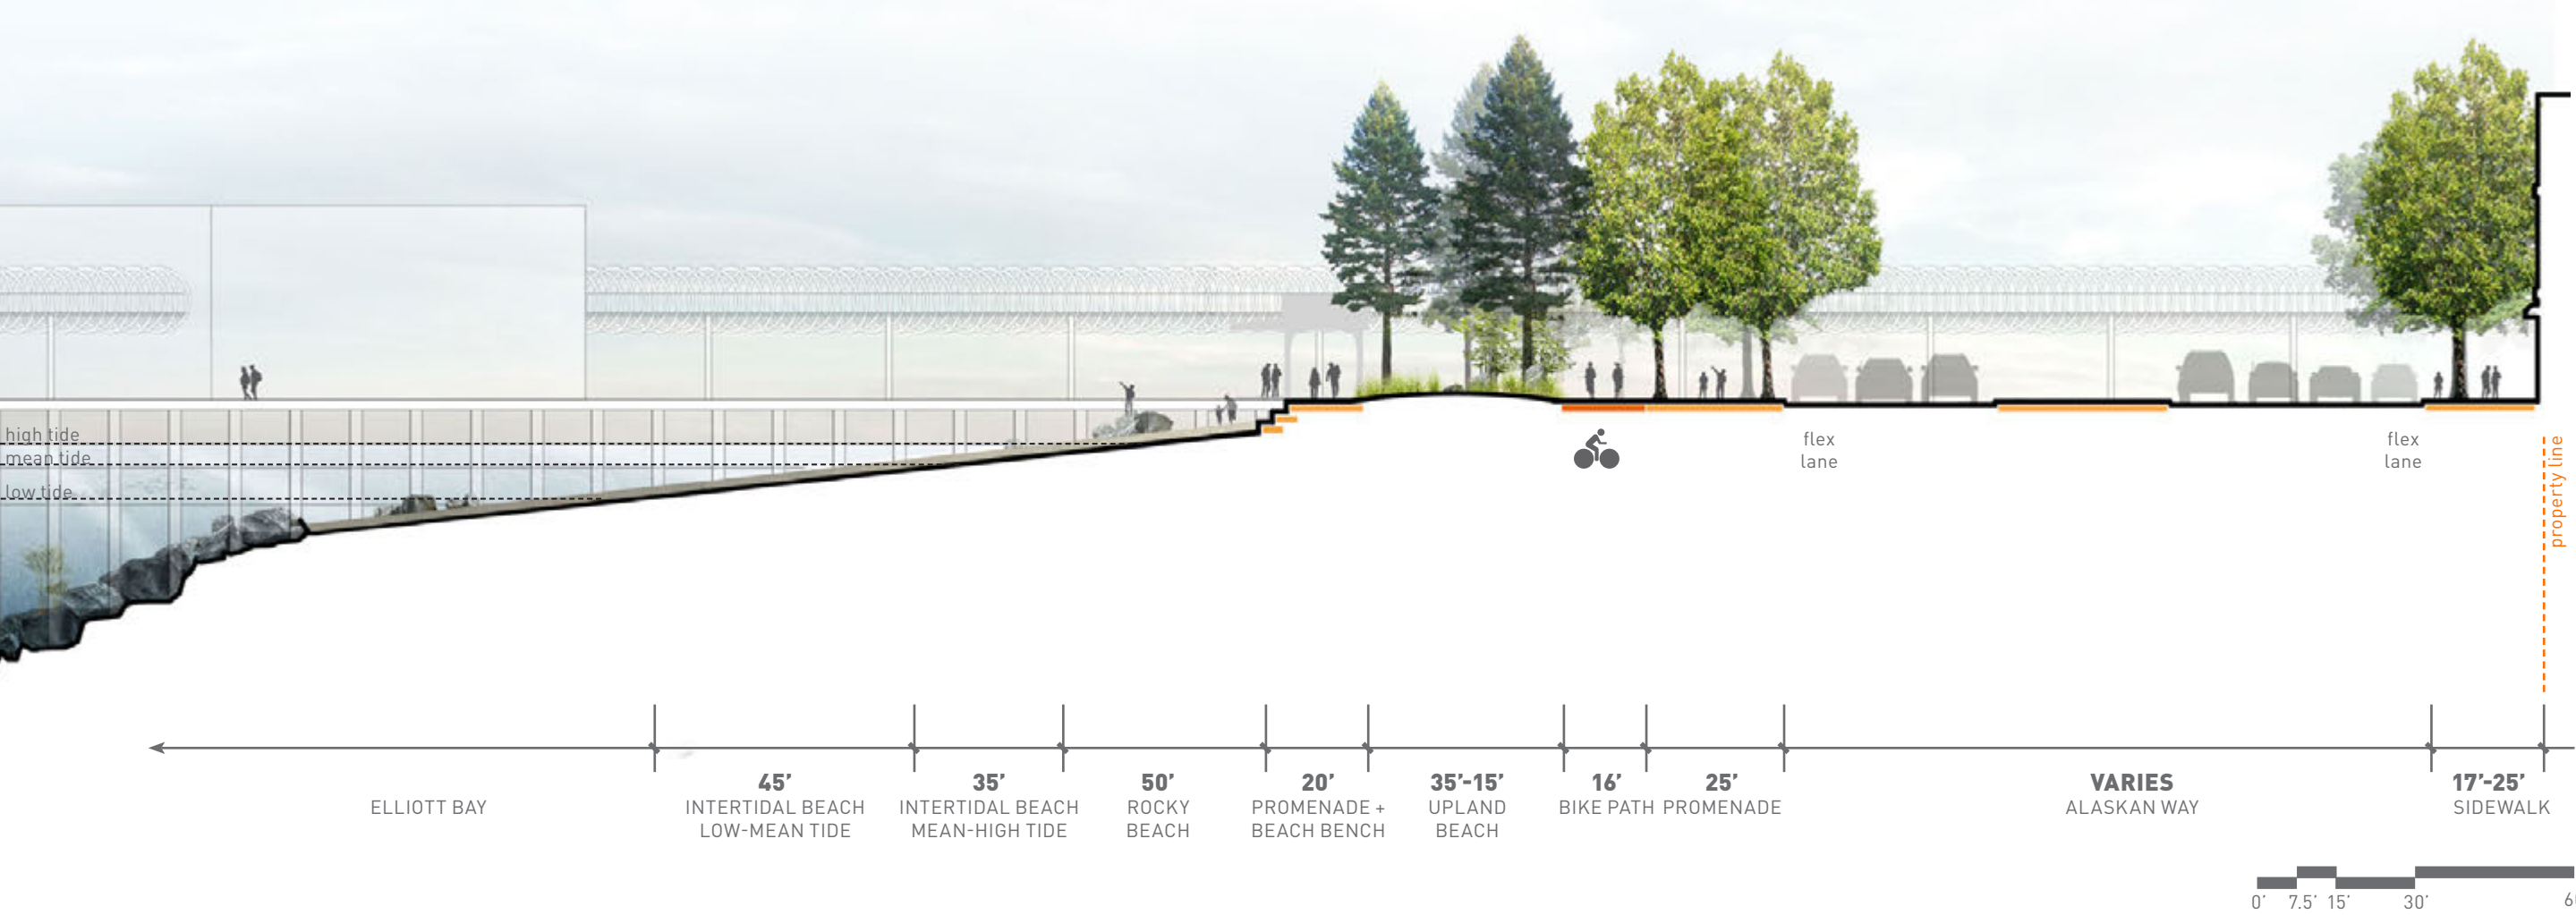 high tide
mean tide
low tide
flex
lane
flex
lane
property line
45’
INTERTIDAL BEACH
LOW-MEAN TIDE
35’
INTERTIDAL BEACH
MEAN-HIGH TIDE
50’
ROCKY
BEACH
20’
PROMENADE +
BEACH BENCH
35’-15’
UPLAND
BEACH
16’
BIKE PATH
25’
PROMENADE
VARIES
ALASKAN WAY
17’-25’
SIDEWALK
ELLIOTT BAY
0’ 7.5’ 15’ 30’